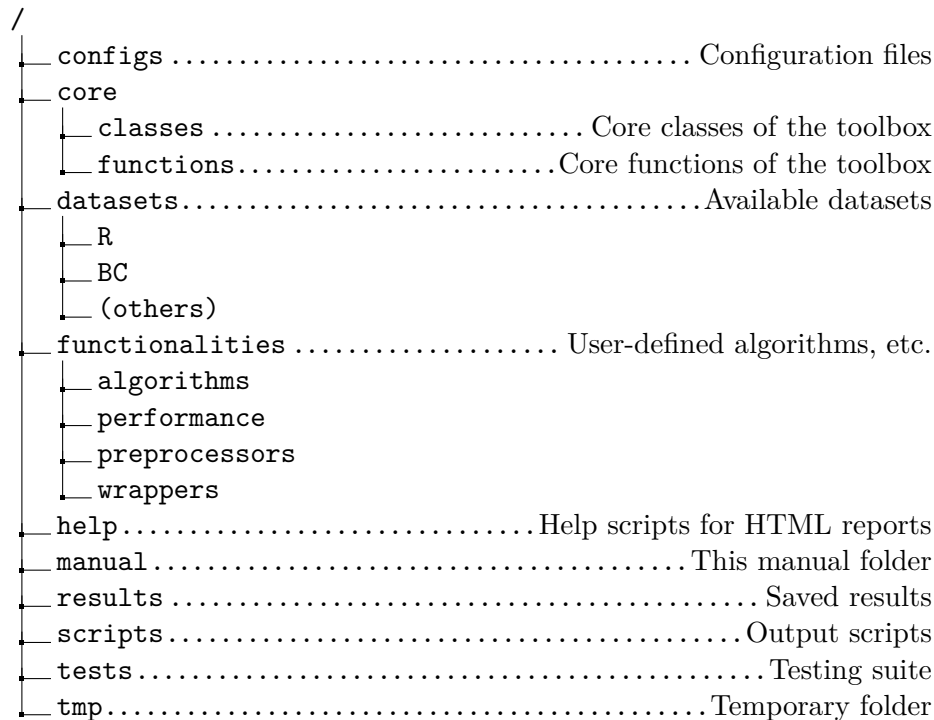 /
configs ........................................ Configuration files
core
classes ............................ Core classes of the toolbox
functions........................Core functions of the toolbox
datasets.......................................Available datasets
R
BC
(others)
functionalities .................... User-defined algorithms, etc.
algorithms
performance
preprocessors
wrappers
help...............................Help scripts for HTML reports
manual........................................This manual folder
results............................................Saved results
scripts...........................................Output scripts
tests...............................................Testing suite
tmp.............................................Temporary folder